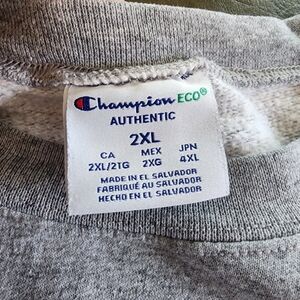 Champion ECO®
AUTHENTIC
2XL
CA MEX JPN
2XL/2TG 2XG 4XL
MADE IN EL SALVADOR
FABRIQUÉ AU SALVADOR
HECHO EN EL SALVADOR